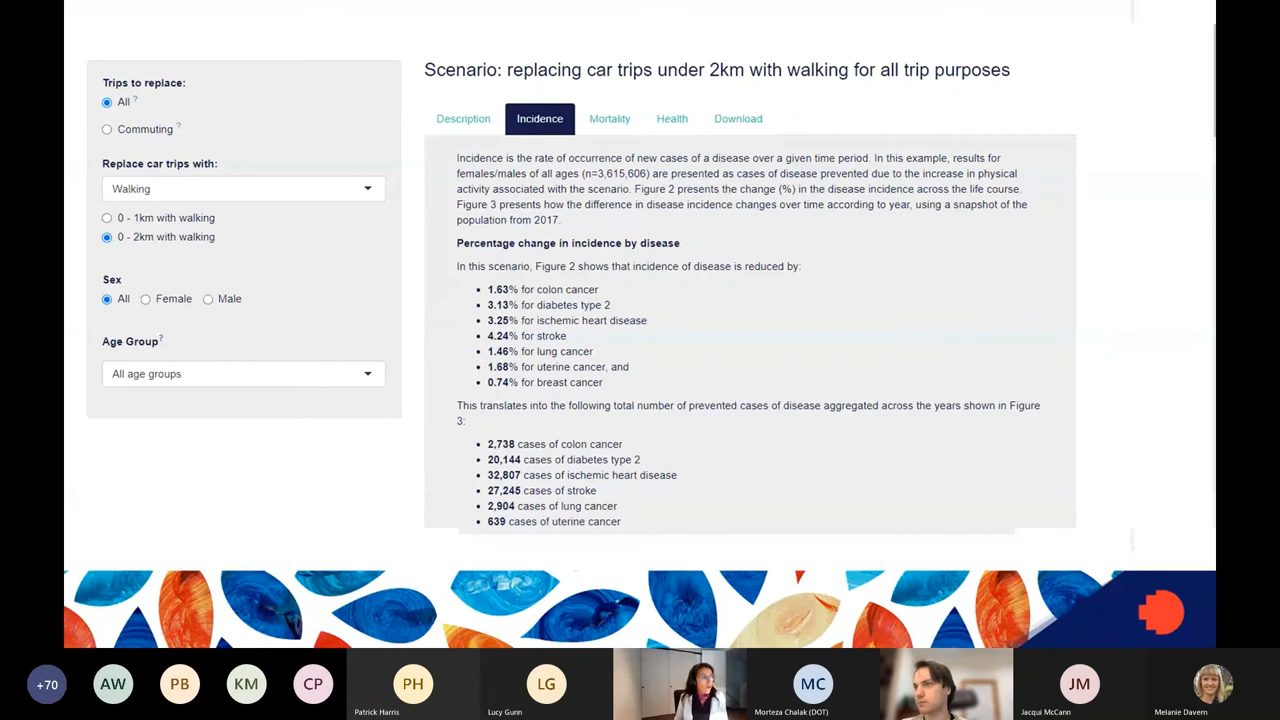 Scenario: replacing car trips under 2km with walking for all trip purposes
Trips to replace:
All ?
Commuting ?
Replace car trips with:
Walking
0 - 1km with walking
0 - 2km with walking
Sex
All Female Male
Age Group?
All age groups
Description Incidence Mortality Health Download
Incidence is the rate of occurrence of new cases of a disease over a given time period. In this example, results for
females/males of all ages (n=3,615,606) are presented as cases of disease prevented due to the increase in physical
activity associated with the scenario. Figure 2 presents the change (%) in the disease incidence across the life course.
Figure 3 presents how the difference in disease incidence changes over time according to year, using a snapshot of the
population from 2017.
Percentage change in incidence by disease
In this scenario, Figure 2 shows that incidence of disease is reduced by:
• 1.63% for colon cancer
• 3.13% for diabetes type 2
• 3.25% for ischemic heart disease
• 4.24% for stroke
• 1.46% for lung cancer
• 1.68% for uterine cancer, and
• 0.74% for breast cancer
This translates into the following total number of prevented cases of disease aggregated across the years shown in Figure
3:
• 2,738 cases of colon cancer
• 20,144 cases of diabetes type 2
• 32,807 cases of ischemic heart disease
• 27,245 cases of stroke
• 2,904 cases of lung cancer
• 639 cases of uterine cancer
+70 AW PB KM CP PH LG MC JM
Patrick Harris Lucy Gunn Morteza Chalak (DOT) Jacqui McCann Melanie Davern